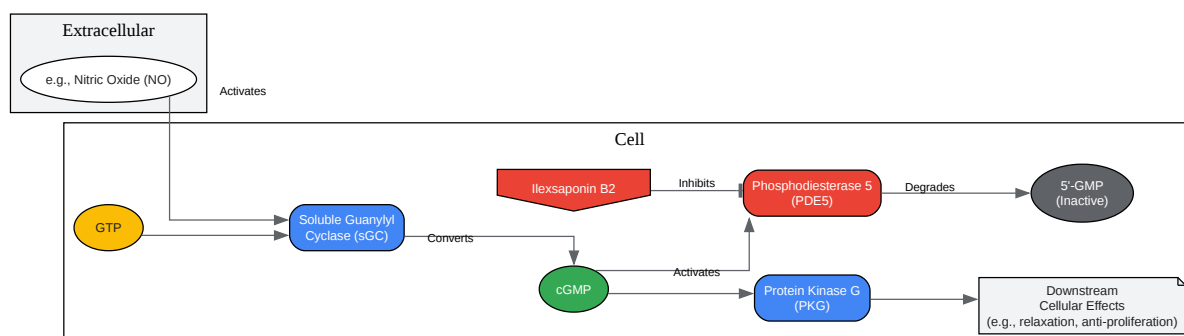 Extracellular
e.g., Nitric Oxide (NO)
Activates
Cell
Ilexsaponin B2
Inhibits
Phosphodiesterase 5
(PDE5)
Degrades
5'-GMP
(Inactive)
GTP
Soluble Guanylyl
Cyclase (sGC)
Converts
cGMP
Activates
Protein Kinase G
(PKG)
Downstream
Cellular Effects
(e.g., relaxation, anti-proliferation)